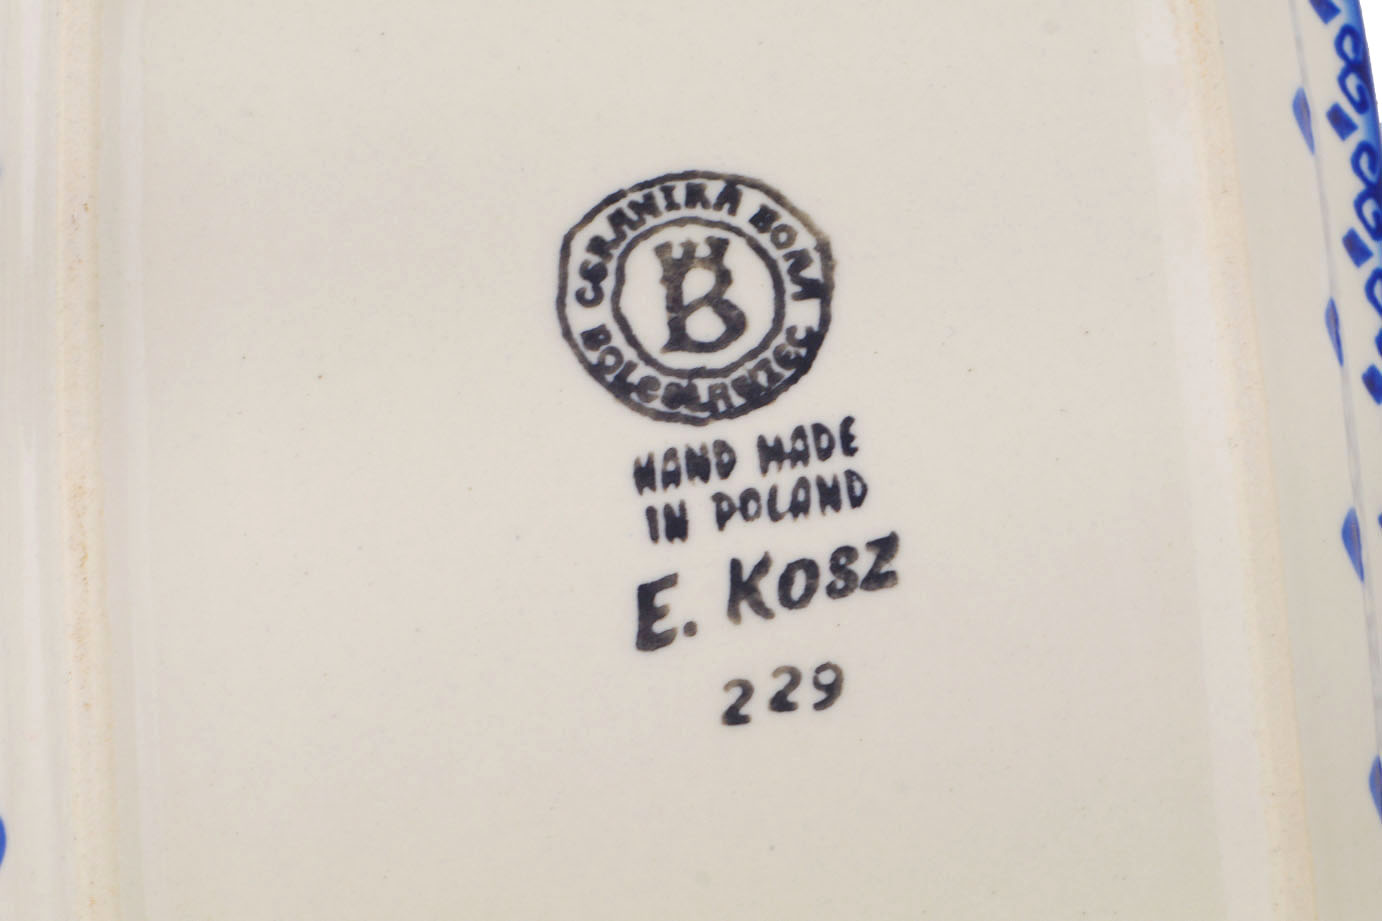 CERAMIKA BONA
BOLESŁAWIEC
B
HAND MADE
IN POLAND
E. KOSZ
229